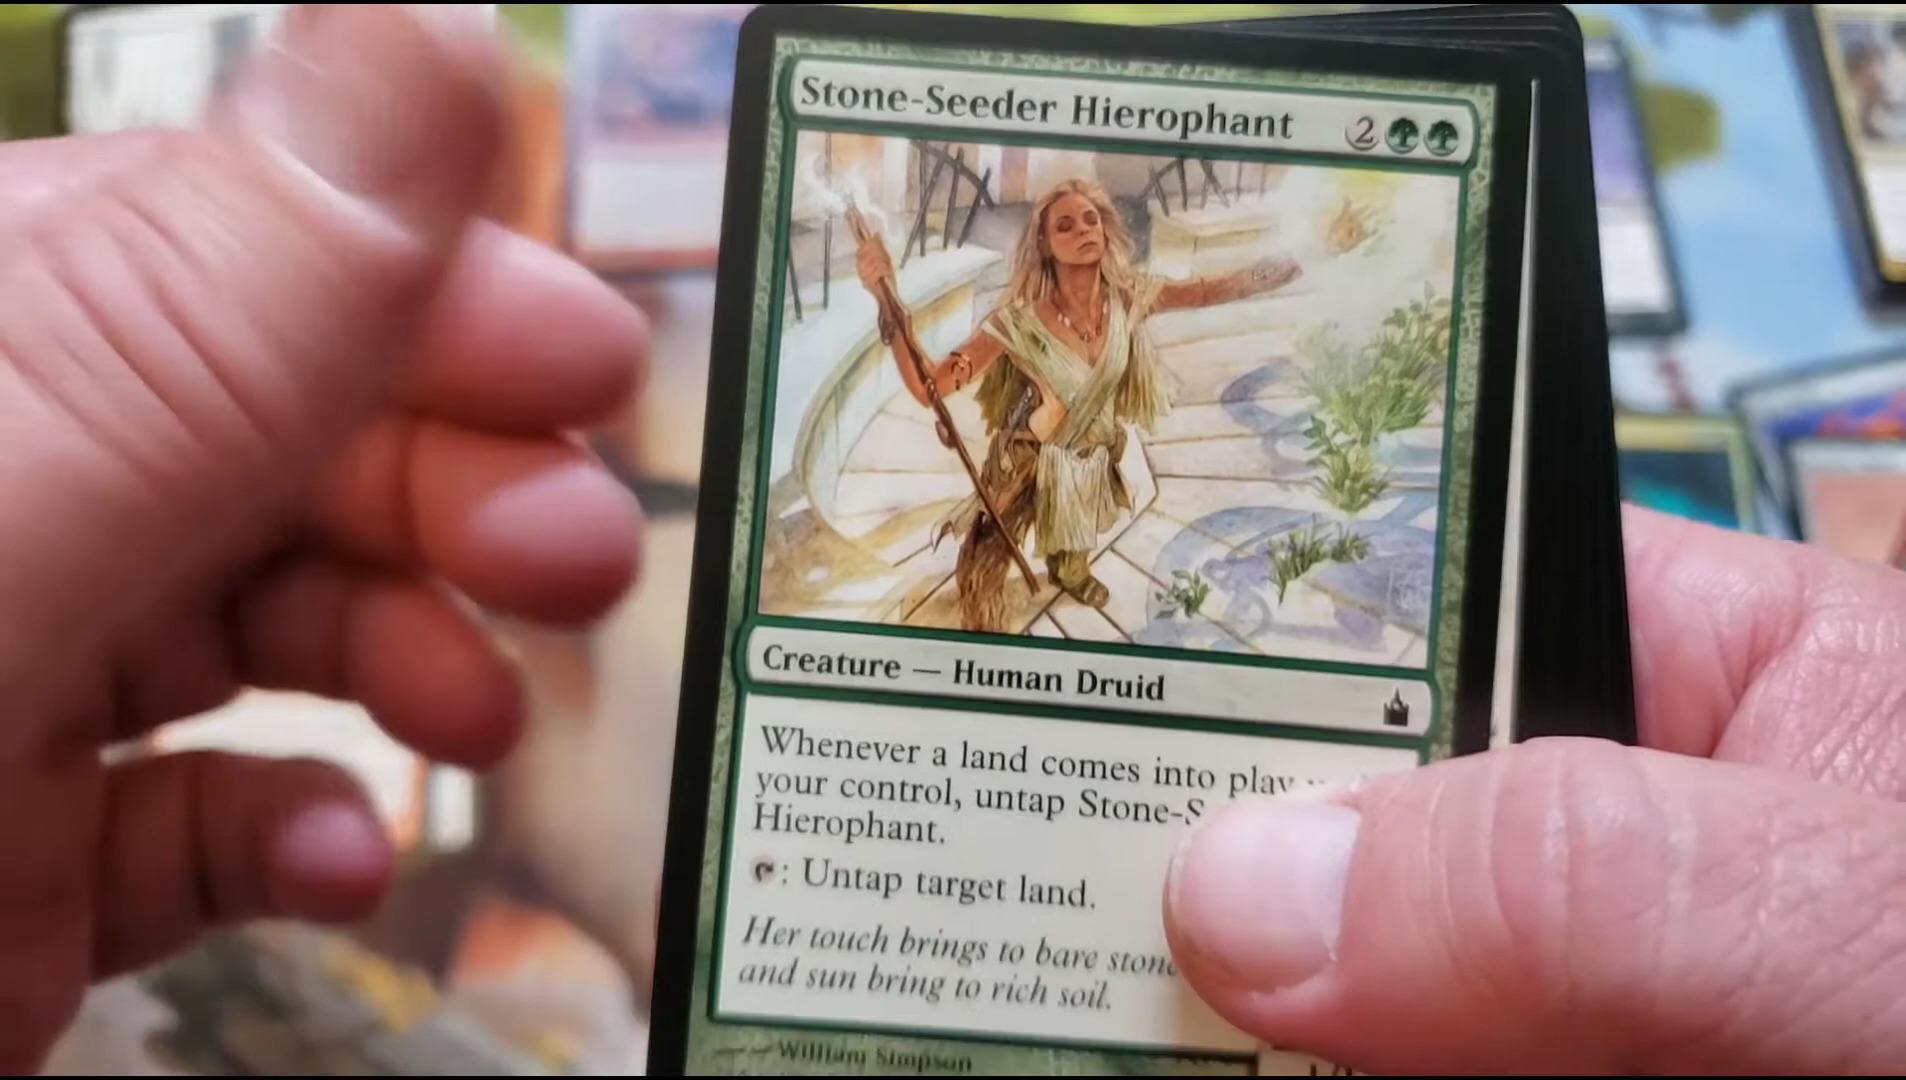 Stone-Seeder Hierophant 2
Creature — Human Druid
Whenever a land comes into play
your control, untap Stone-S
Hierophant.
: Untap target land.
Her touch brings to bare stone
and sun bring to rich soil.
William Simpson